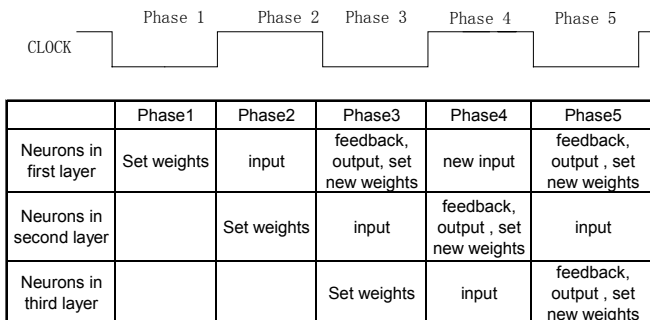 Phase 1 Phase 2 Phase 3 Phase 4 Phase 5
CLOCK
Phase1 Phase2 Phase3 Phase4 Phase5
Neurons in
first layer
Set weights
input
feedback,
output, set
new weights
new input
feedback,
output , set
new weights
Neurons in
second layer
Set weights
input
feedback,
output , set
new weights
input
Neurons in
third layer
Set weights
input
feedback,
output , set
new weights